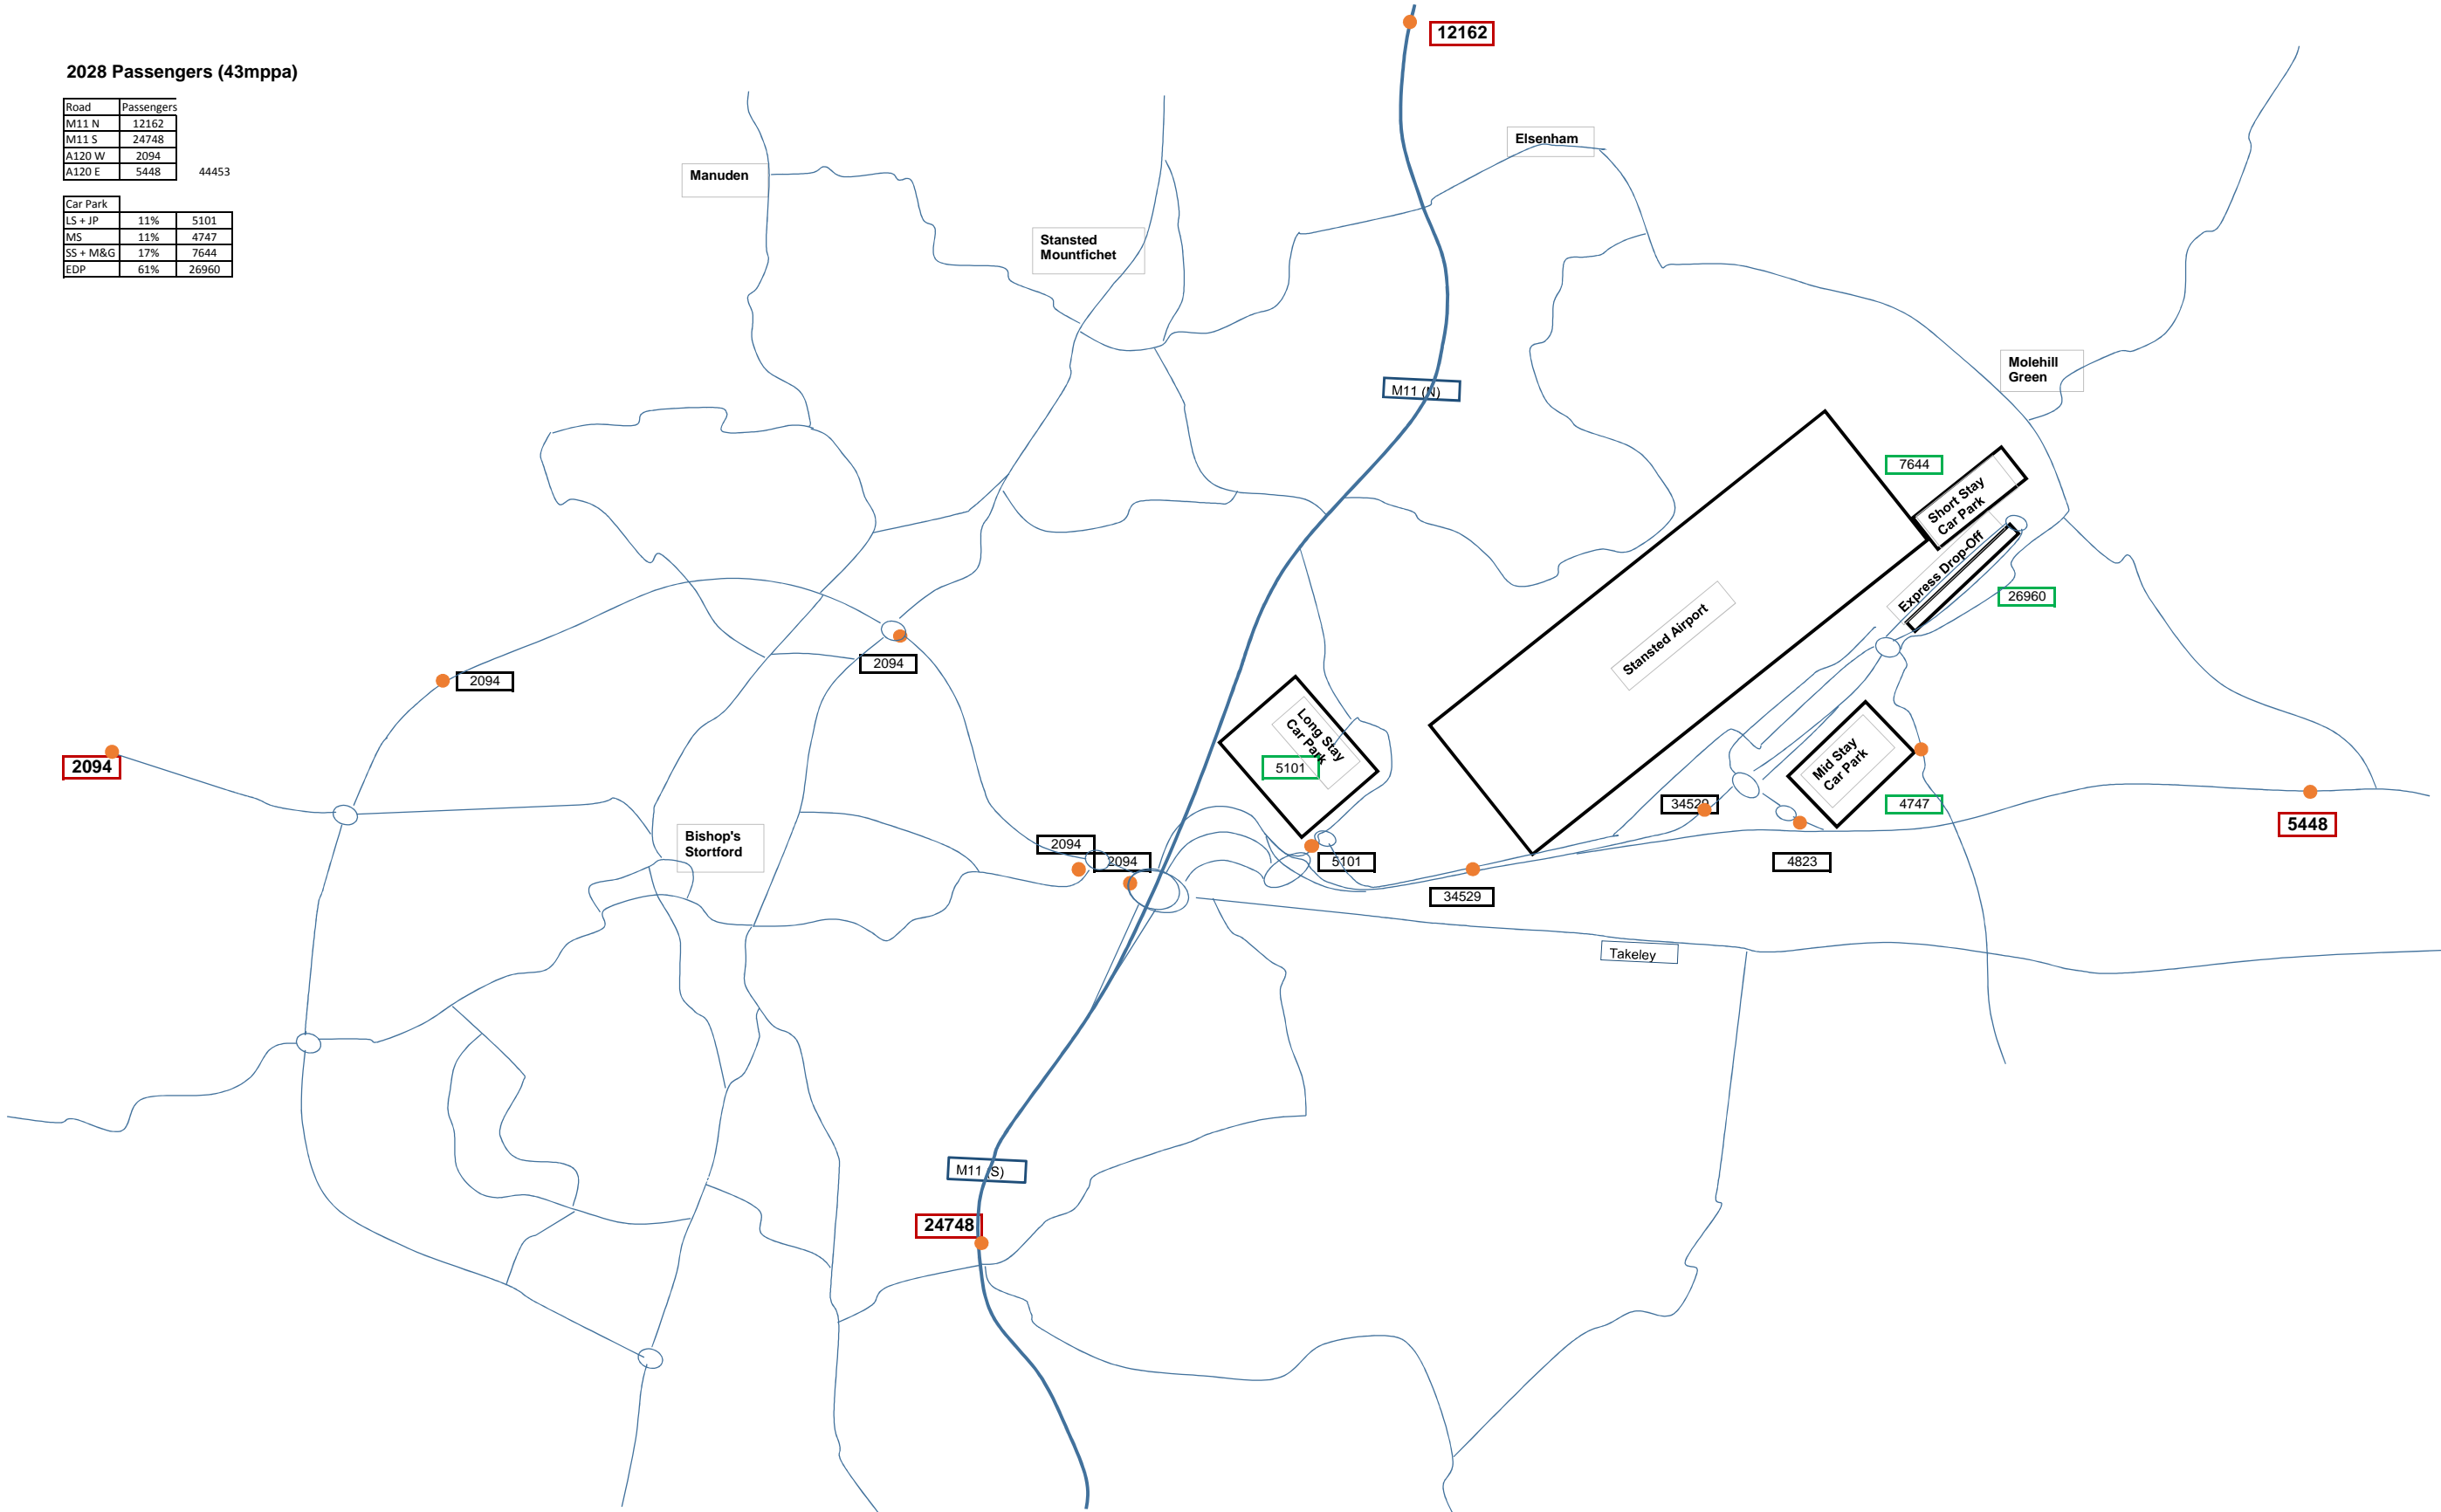 12162
2028 Passengers (43mppa)
Road Passengers
M11 N 12162
M11 S 24748
A120 W 2094
A120 E 5448 44453
Car Park
LS + JP 11% 5101
MS 11% 4747
SS + M&G 17% 7644
EDP 61% 26960
Elsenham
Manuden
Stansted
Mountfichet
Molehill
Green
M11 (N)
7644
Short Stay
Car Park
Express Drop-Off
26960
Stansted Airport
2094
2094
2094
Long Stay
Car Park
5101
Mid Stay
Car Park
34529
4747
5448
Bishop's
Stortford
2094
2094
5101
4823
34529
Takeley
M11 (S)
24748